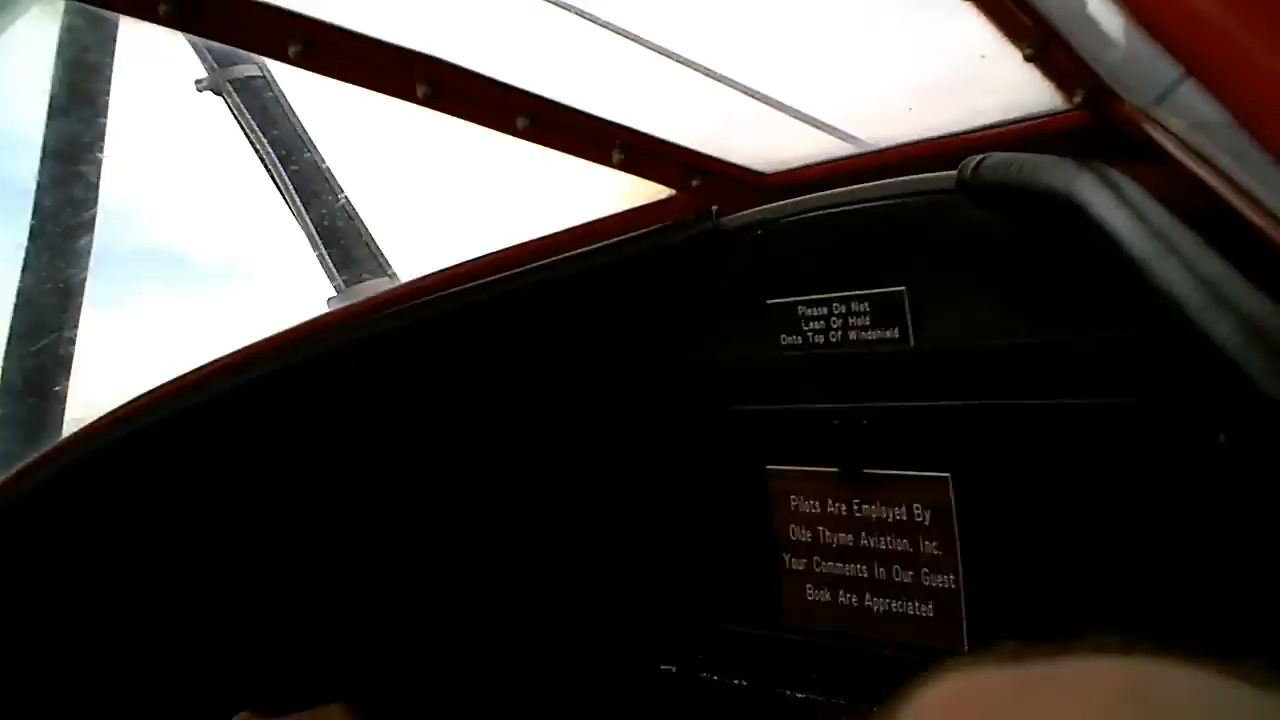 Please Do Not
Lean Or Hold
Onto Top Of Windshield
Pilots Are Employed By
Olde Thyme Aviation, Inc.
Your Comments In Our Guest
Book Are Appreciated